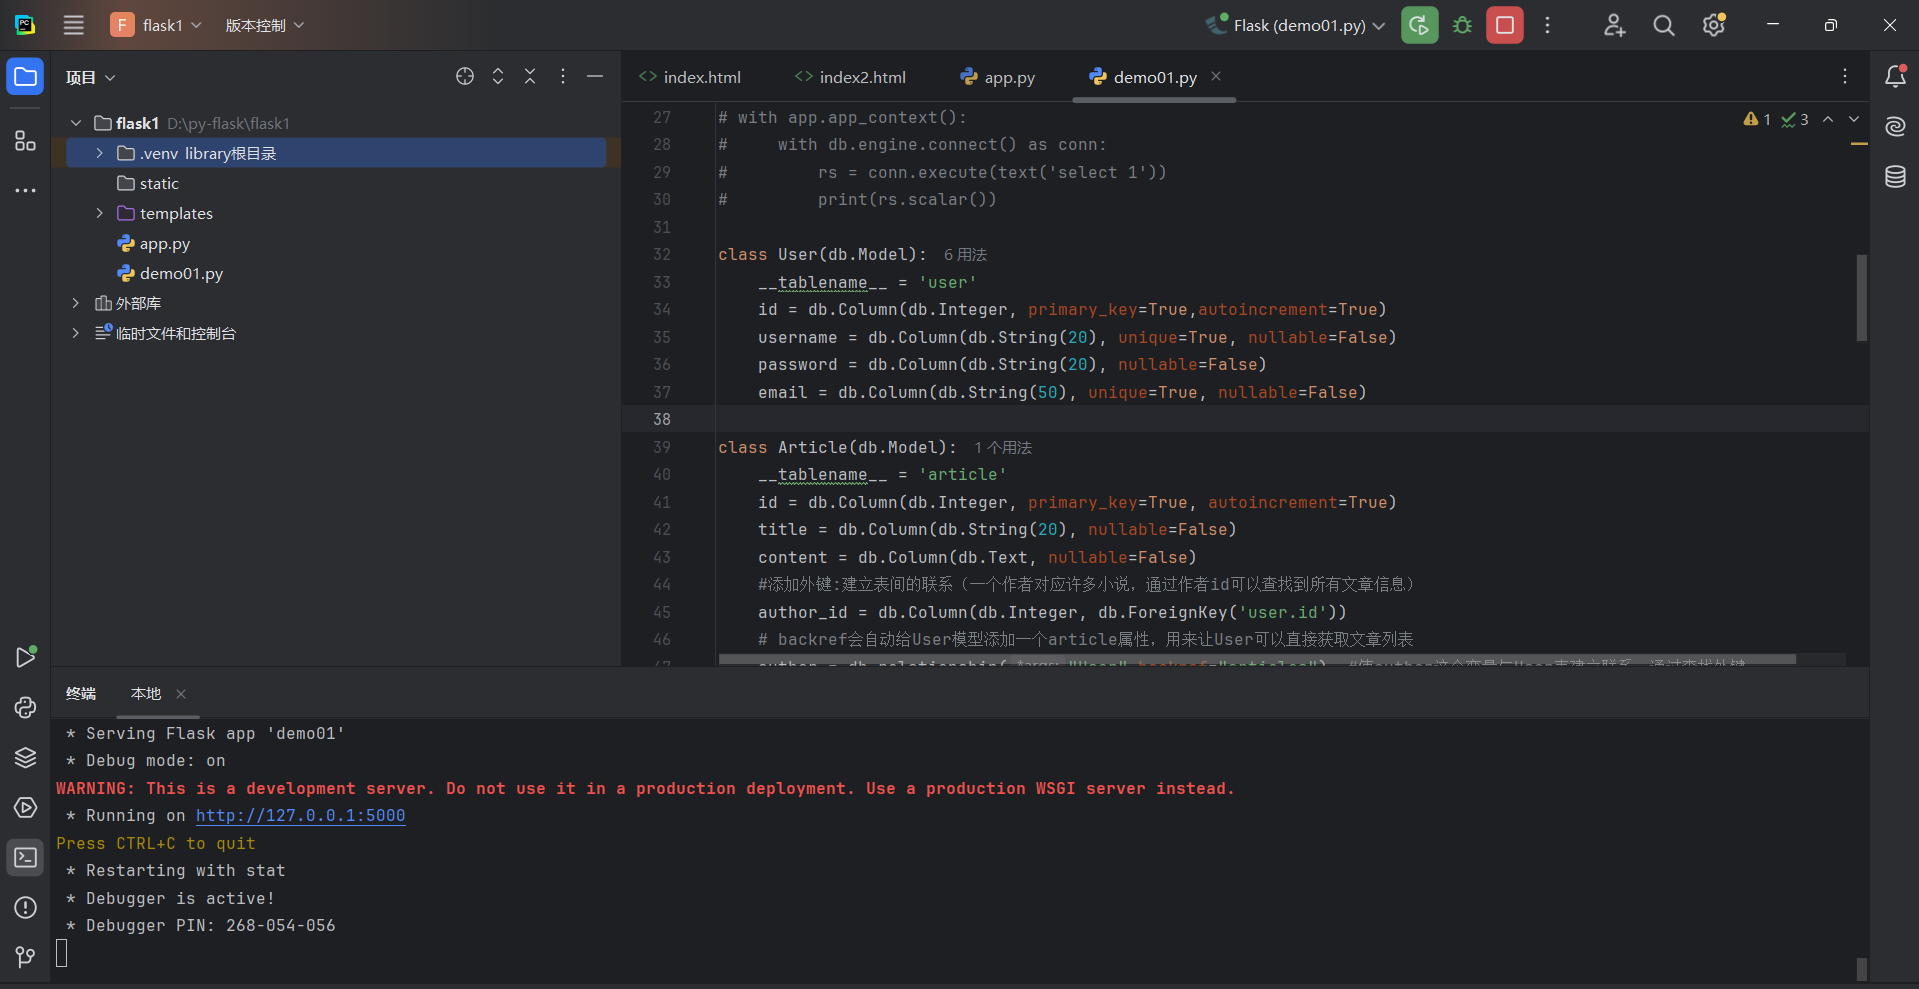 PC
F flask1 版本控制 Flask (demo01.py)
项目
flask1 D:\py-flask\flask1
.venv library根目录
static
templates
app.py
demo01.py
外部库
临时文件和控制台
index.html index2.html app.py demo01.py
1 3
27 # with app.app_context():
28 #     with db.engine.connect() as conn:
29 #         rs = conn.execute(text('select 1'))
30 #         print(rs.scalar())
31
32 class User(db.Model): 6 用法
33     __tablename__ = 'user'
34     id = db.Column(db.Integer, primary_key=True,autoincrement=True)
35     username = db.Column(db.String(20), unique=True, nullable=False)
36     password = db.Column(db.String(20), nullable=False)
37     email = db.Column(db.String(50), unique=True, nullable=False)
38
39 class Article(db.Model): 1 个用法
40     __tablename__ = 'article'
41     id = db.Column(db.Integer, primary_key=True, autoincrement=True)
42     title = db.Column(db.String(20), nullable=False)
43     content = db.Column(db.Text, nullable=False)
44     #添加外键:建立表间的联系（一个作者对应许多小说，通过作者id可以查找到所有文章信息）
45     author_id = db.Column(db.Integer, db.ForeignKey('user.id'))
46     # backref会自动给User模型添加一个article属性，用来让User可以直接获取文章列表
47     author = db.relationship( "User" backref="articles")
终端 本地
* Serving Flask app 'demo01'
* Debug mode: on
WARNING: This is a development server. Do not use it in a production deployment. Use a production WSGI server instead.
* Running on http://127.0.0.1:5000
Press CTRL+C to quit
* Restarting with stat
* Debugger is active!
* Debugger PIN: 268-054-056